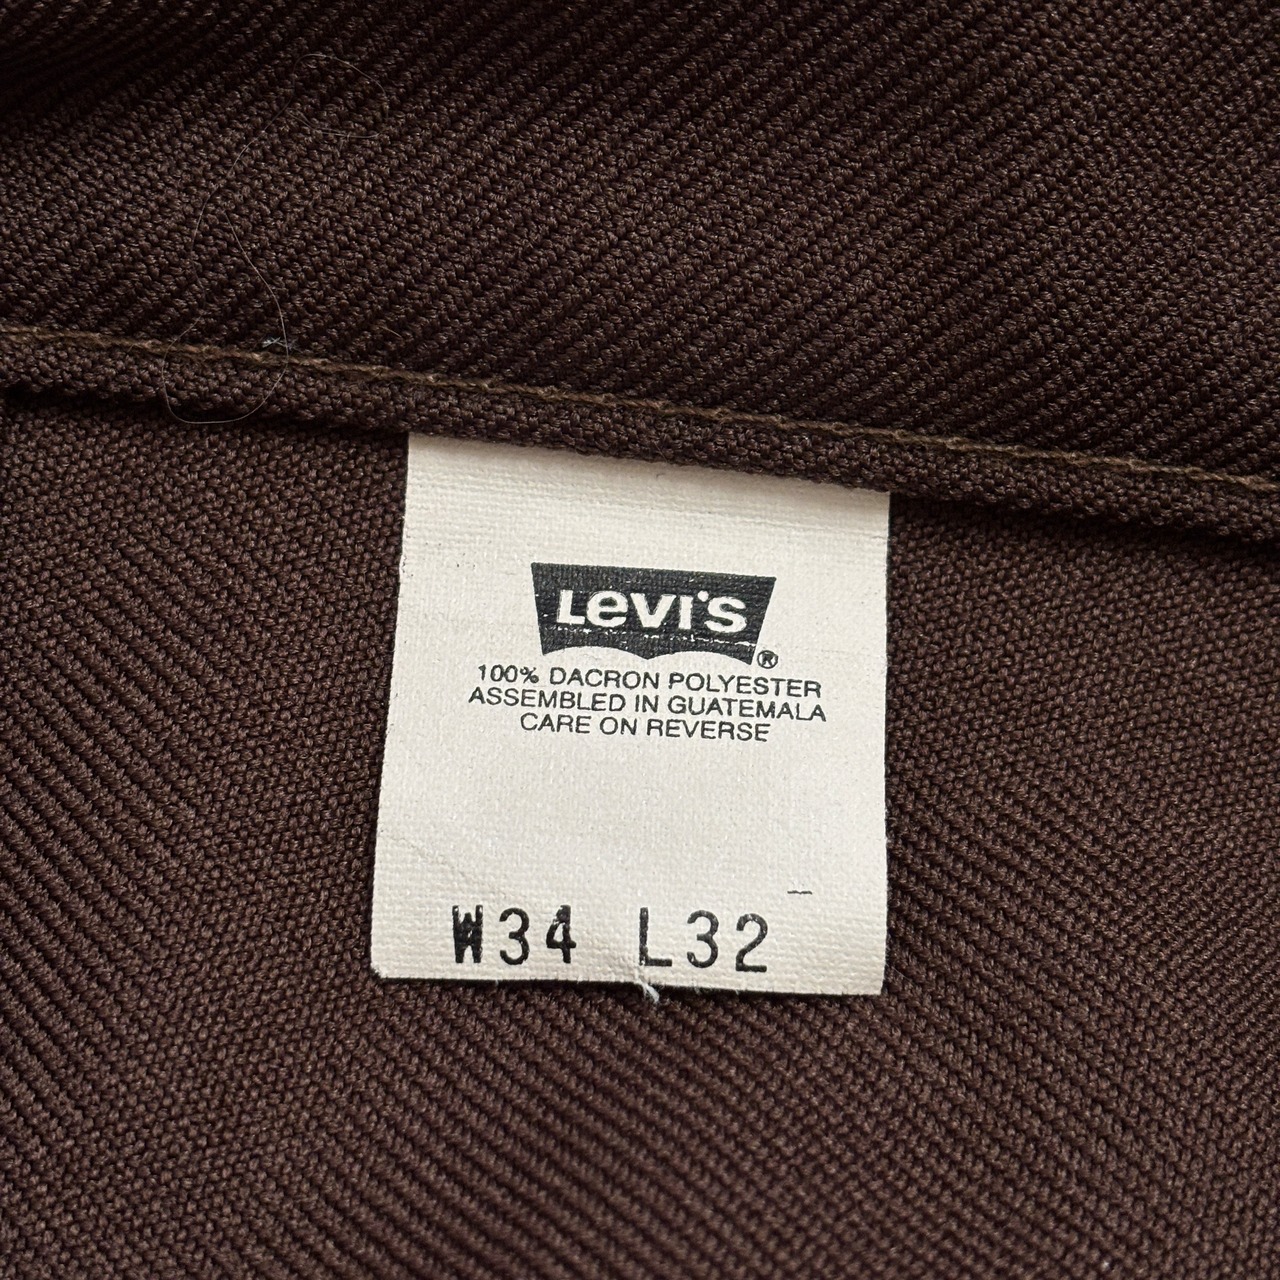 LEVI'S®
100% DACRON POLYESTER
ASSEMBLED IN GUATEMALA
CARE ON REVERSE
W34 L32